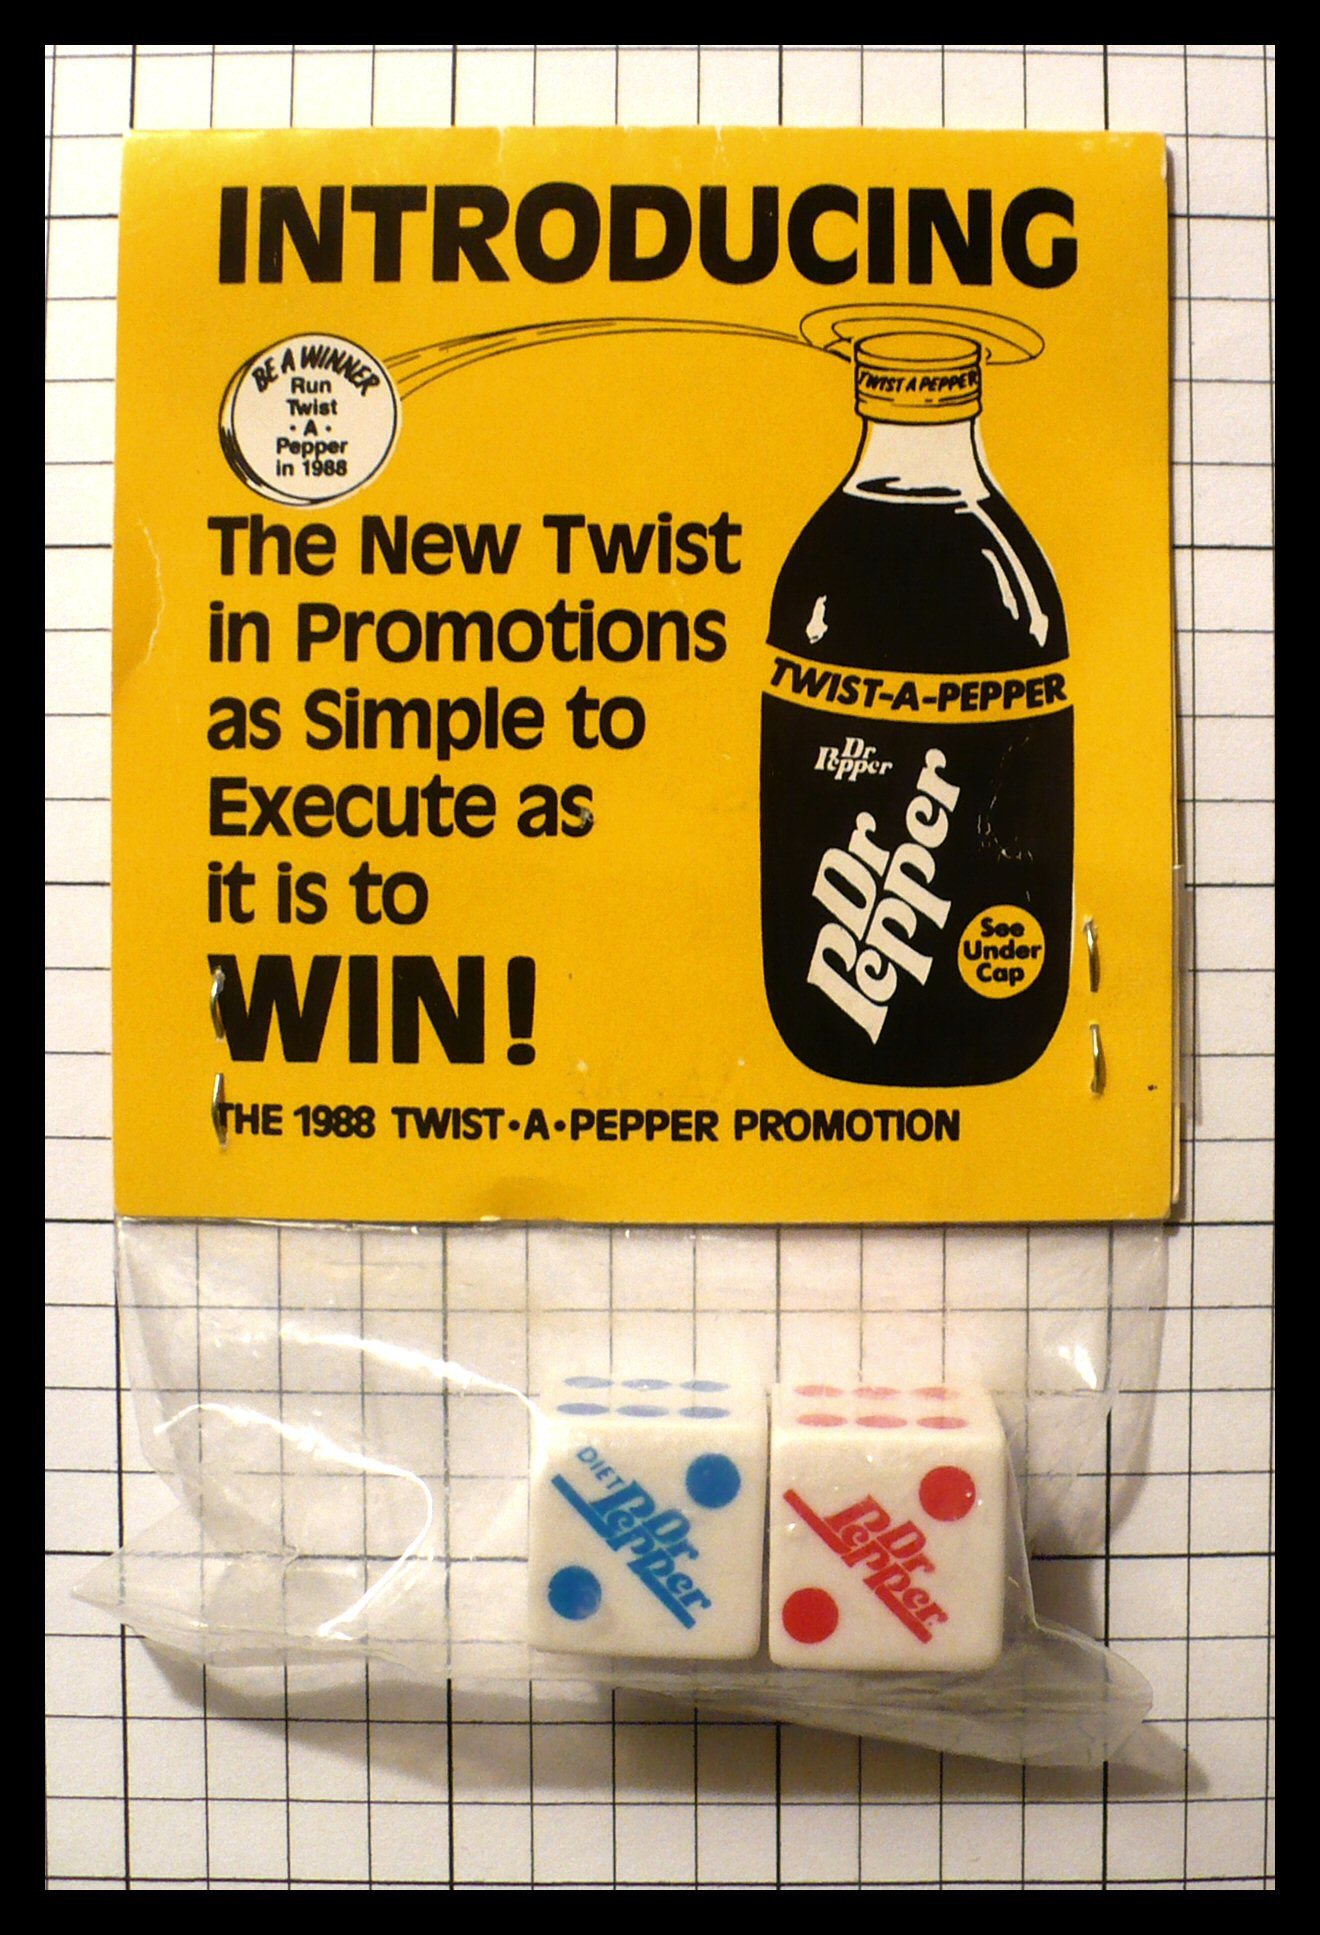 INTRODUCING
BE A WINNER
Run
Twist
· A ·
Pepper
in 1988
TWIST A PEPPER
The New Twist
in Promotions
as Simple to
Execute as
it is to
WIN!
TWIST-A-PEPPER
Dr
Pepper
Dr
Pepper
See
Under
Cap
THE 1988 TWIST·A·PEPPER PROMOTION
DIET
Dr
Pepper
Dr
Pepper